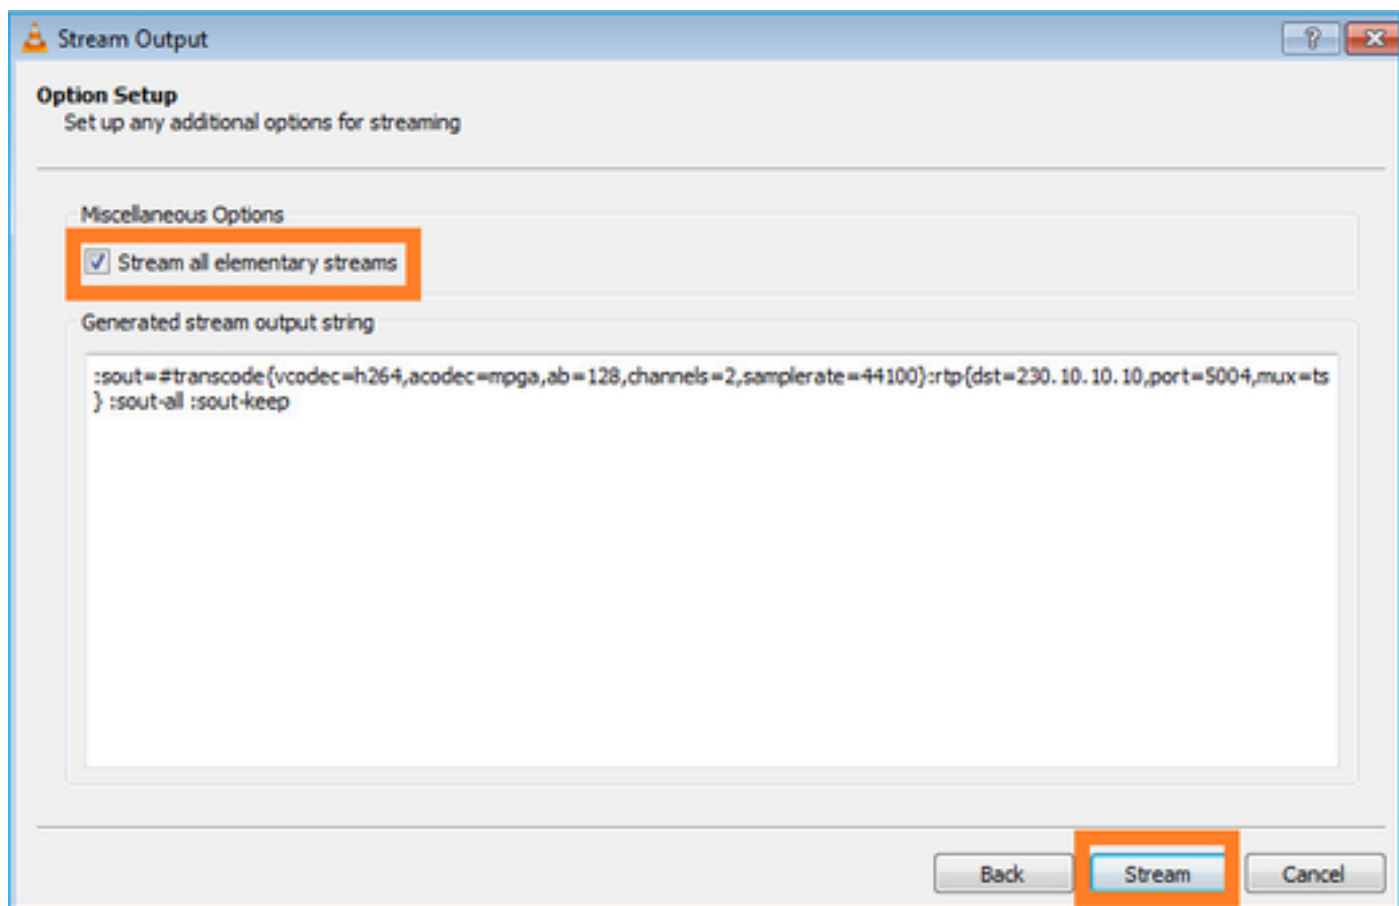 Stream Output
Option Setup
Set up any additional options for streaming
Miscellaneous Options
Stream all elementary streams
Generated stream output string
:sout=#transcode{vcodec=h264,acodec=mpga,ab=128,channels=2,samplerate=44100}:rtp{dst=230.10.10.10,port=5004,mux=ts
} :sout-all :sout-keep
Back Stream Cancel